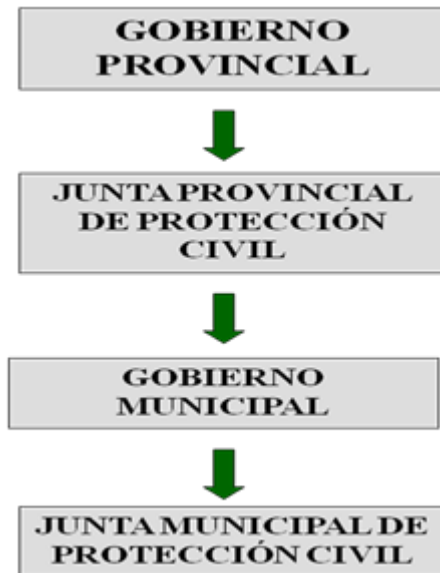 GOBIERNO
PROVINCIAL
JUNTA PROVINCIAL
DE PROTECCIÓN
CIVIL
GOBIERNO
MUNICIPAL
JUNTA MUNICIPAL DE
PROTECCIÓN CIVIL